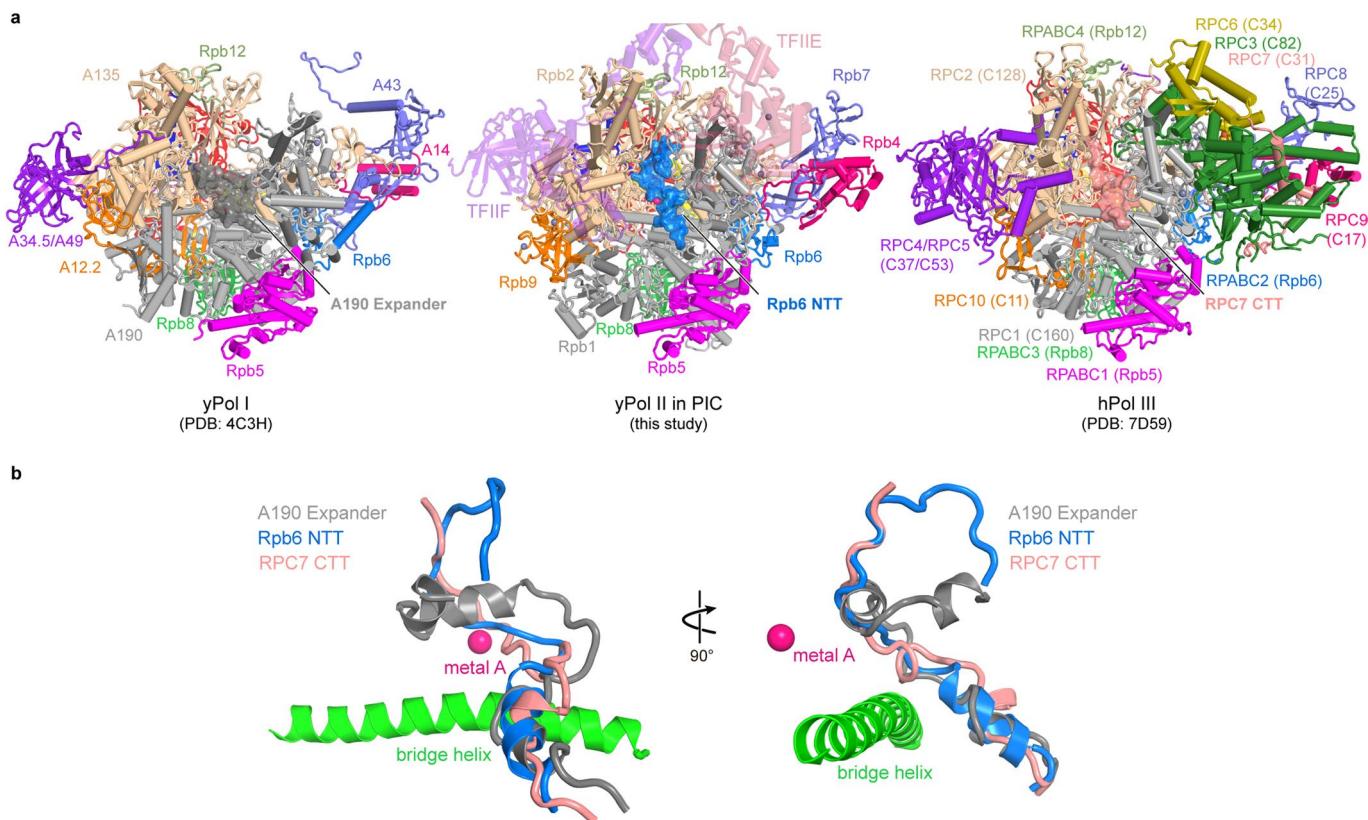 a
Rpb12
A135
A43
A14
A34.5/A49
A12.2
Rpb6
A190 Expander
A190
Rpb8
Rpb5
yPol I
(PDB: 4C3H)
TFIIE
Rpb2
Rpb12
Rpb7
Rpb4
TFIIF
Rpb6
Rpb9
Rpb6 NTT
Rpb8
Rpb1
Rpb5
yPol II in PIC
(this study)
RPC6 (C34)
RPABC4 (Rpb12)
RPC3 (C82)
RPC7 (C31)
RPC2 (C128)
RPC8
(C25)
RPC9
(C17)
RPC4/RPC5
(C37/C53)
RPABC2 (Rpb6)
RPC10 (C11)
RPC7 CTT
RPC1 (C160)
RPABC3 (Rpb8)
RPABC1 (Rpb5)
hPol III
(PDB: 7D59)
b
A190 Expander
Rpb6 NTT
RPC7 CTT
metal A
bridge helix
90°
A190 Expander
Rpb6 NTT
RPC7 CTT
metal A
bridge helix